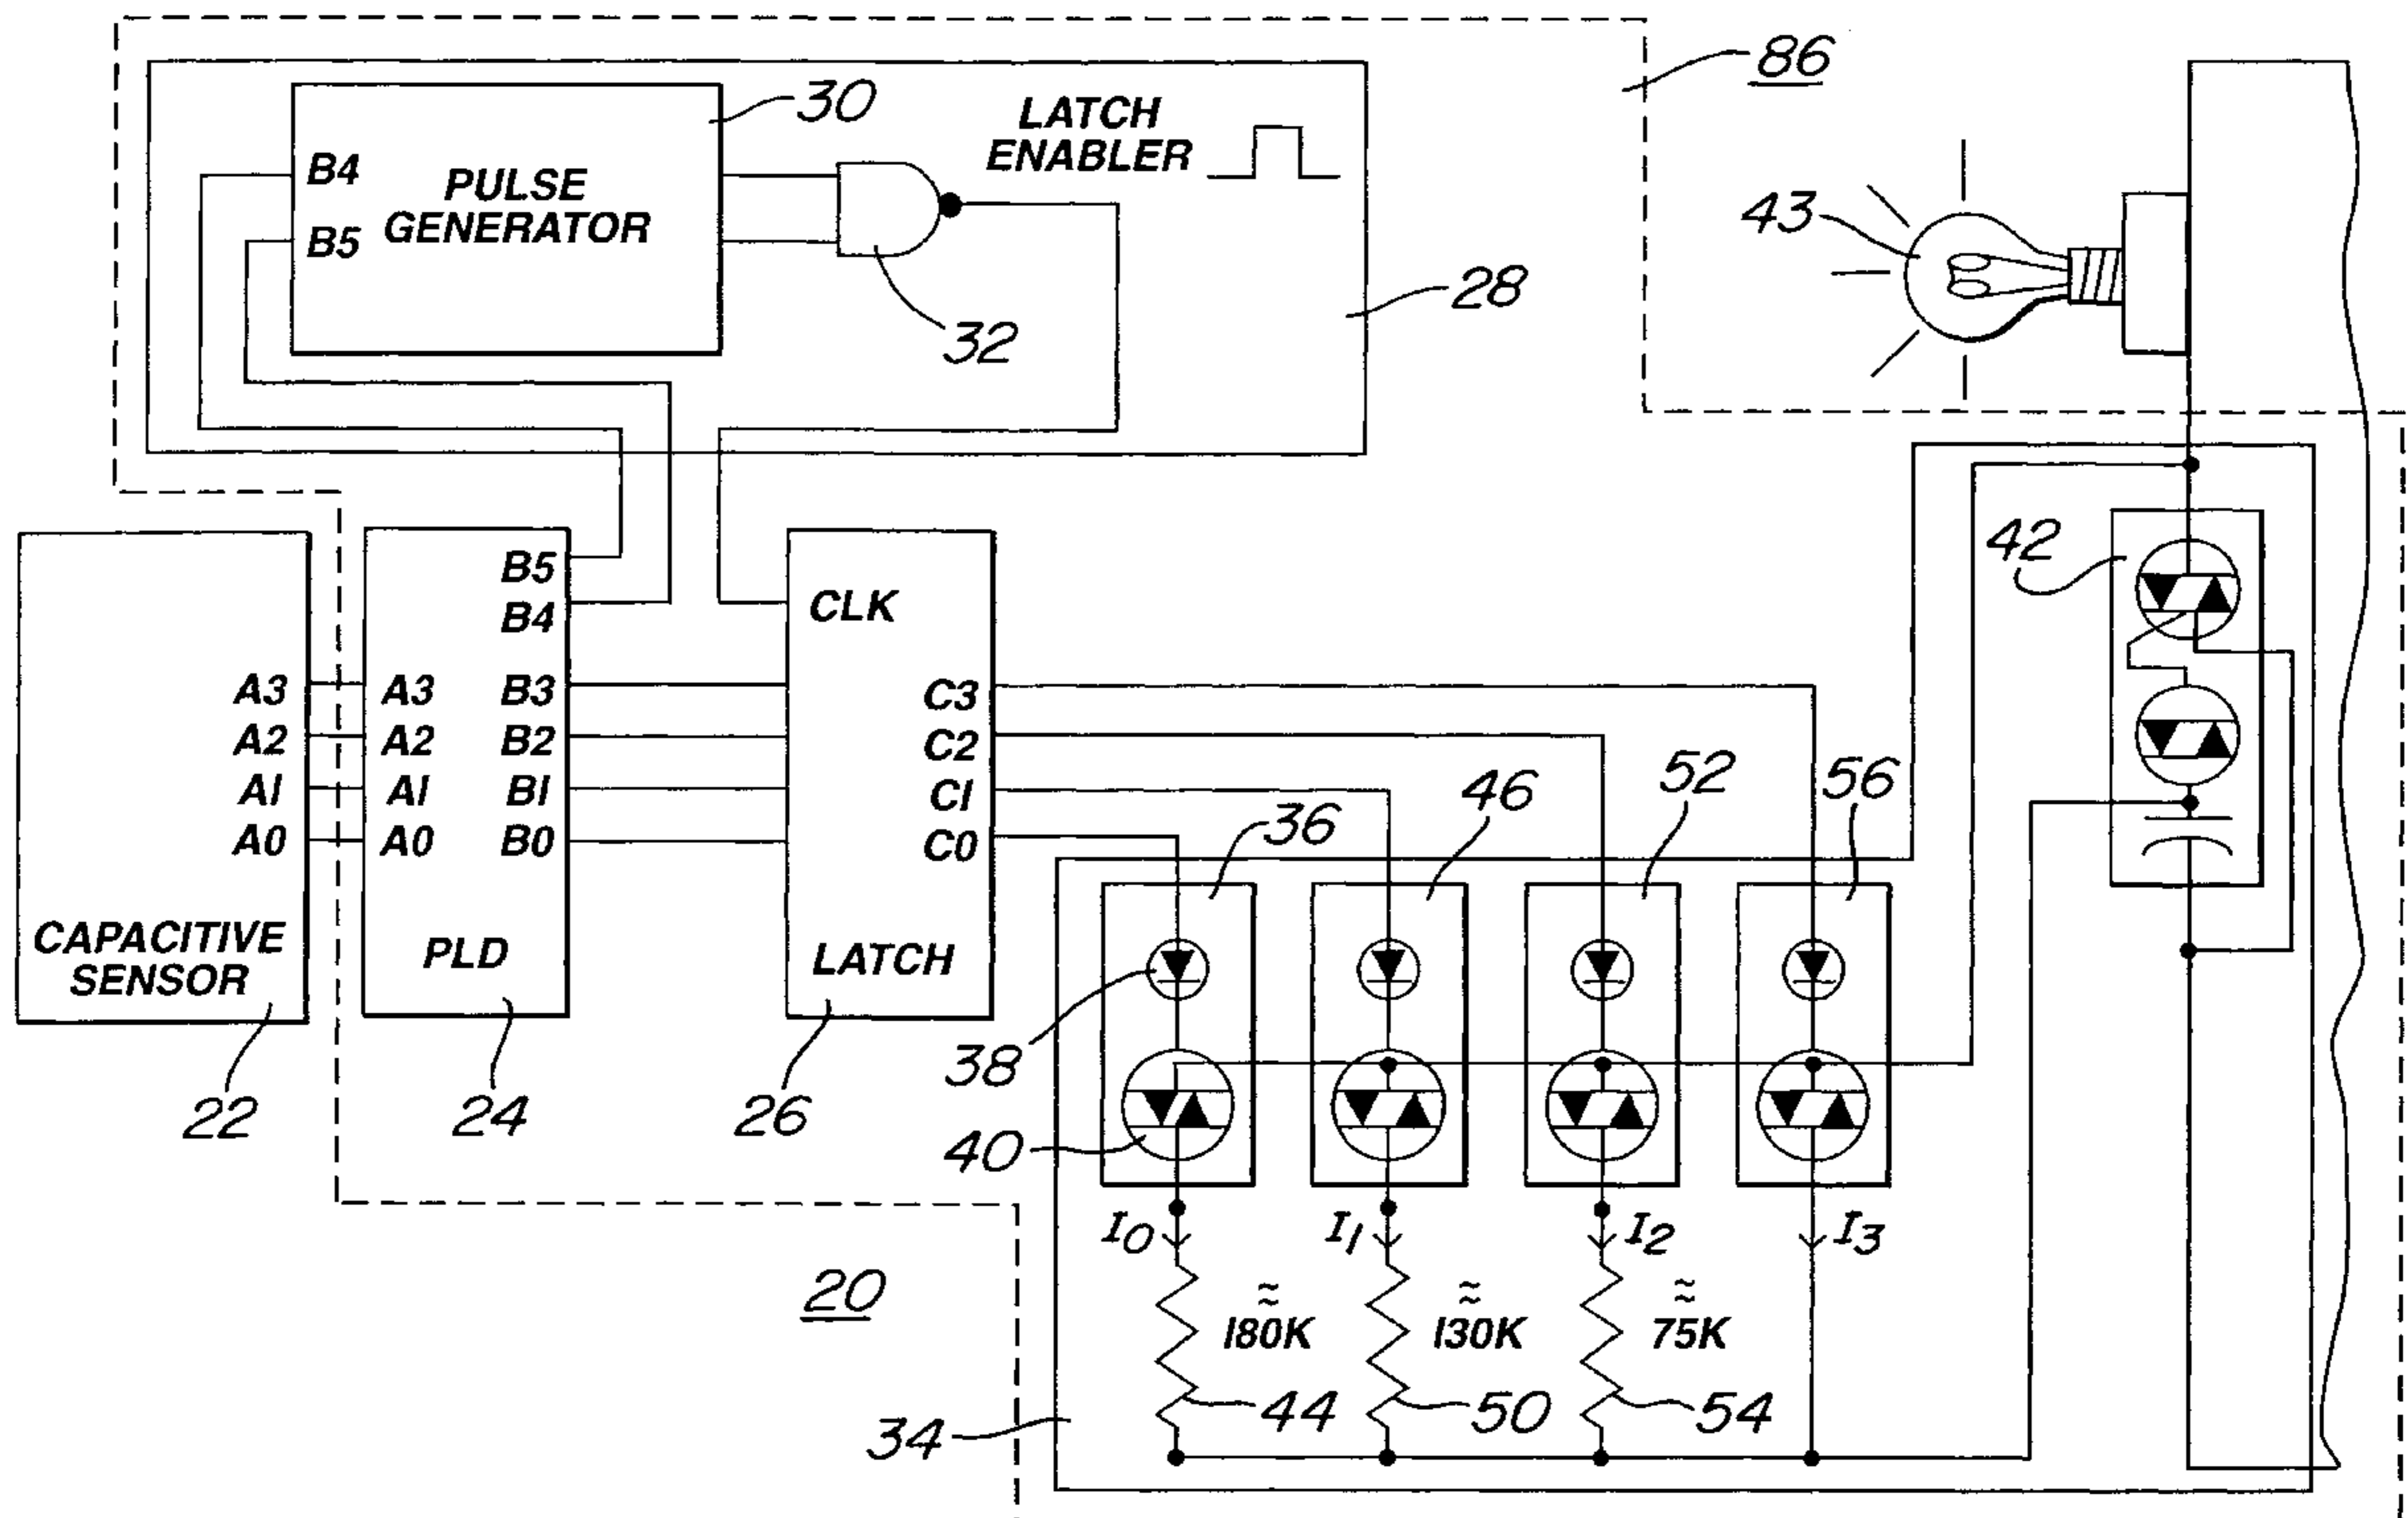 86
30
LATCH
ENABLER
B4
PULSE
GENERATOR
B5
43
28
32
42
B5
B4
CLK
A3 A3 B3 C3
A2 A2 B2 C2
A1 A1 B1 C1
A0 A0 B0 C0
36 46 52 56
CAPACITIVE
SENSOR
PLD
LATCH
38
22 24 26
40
I0 I1 I2 I3
20
≈ ≈ ≈
180K 130K 75K
44 50 54
34